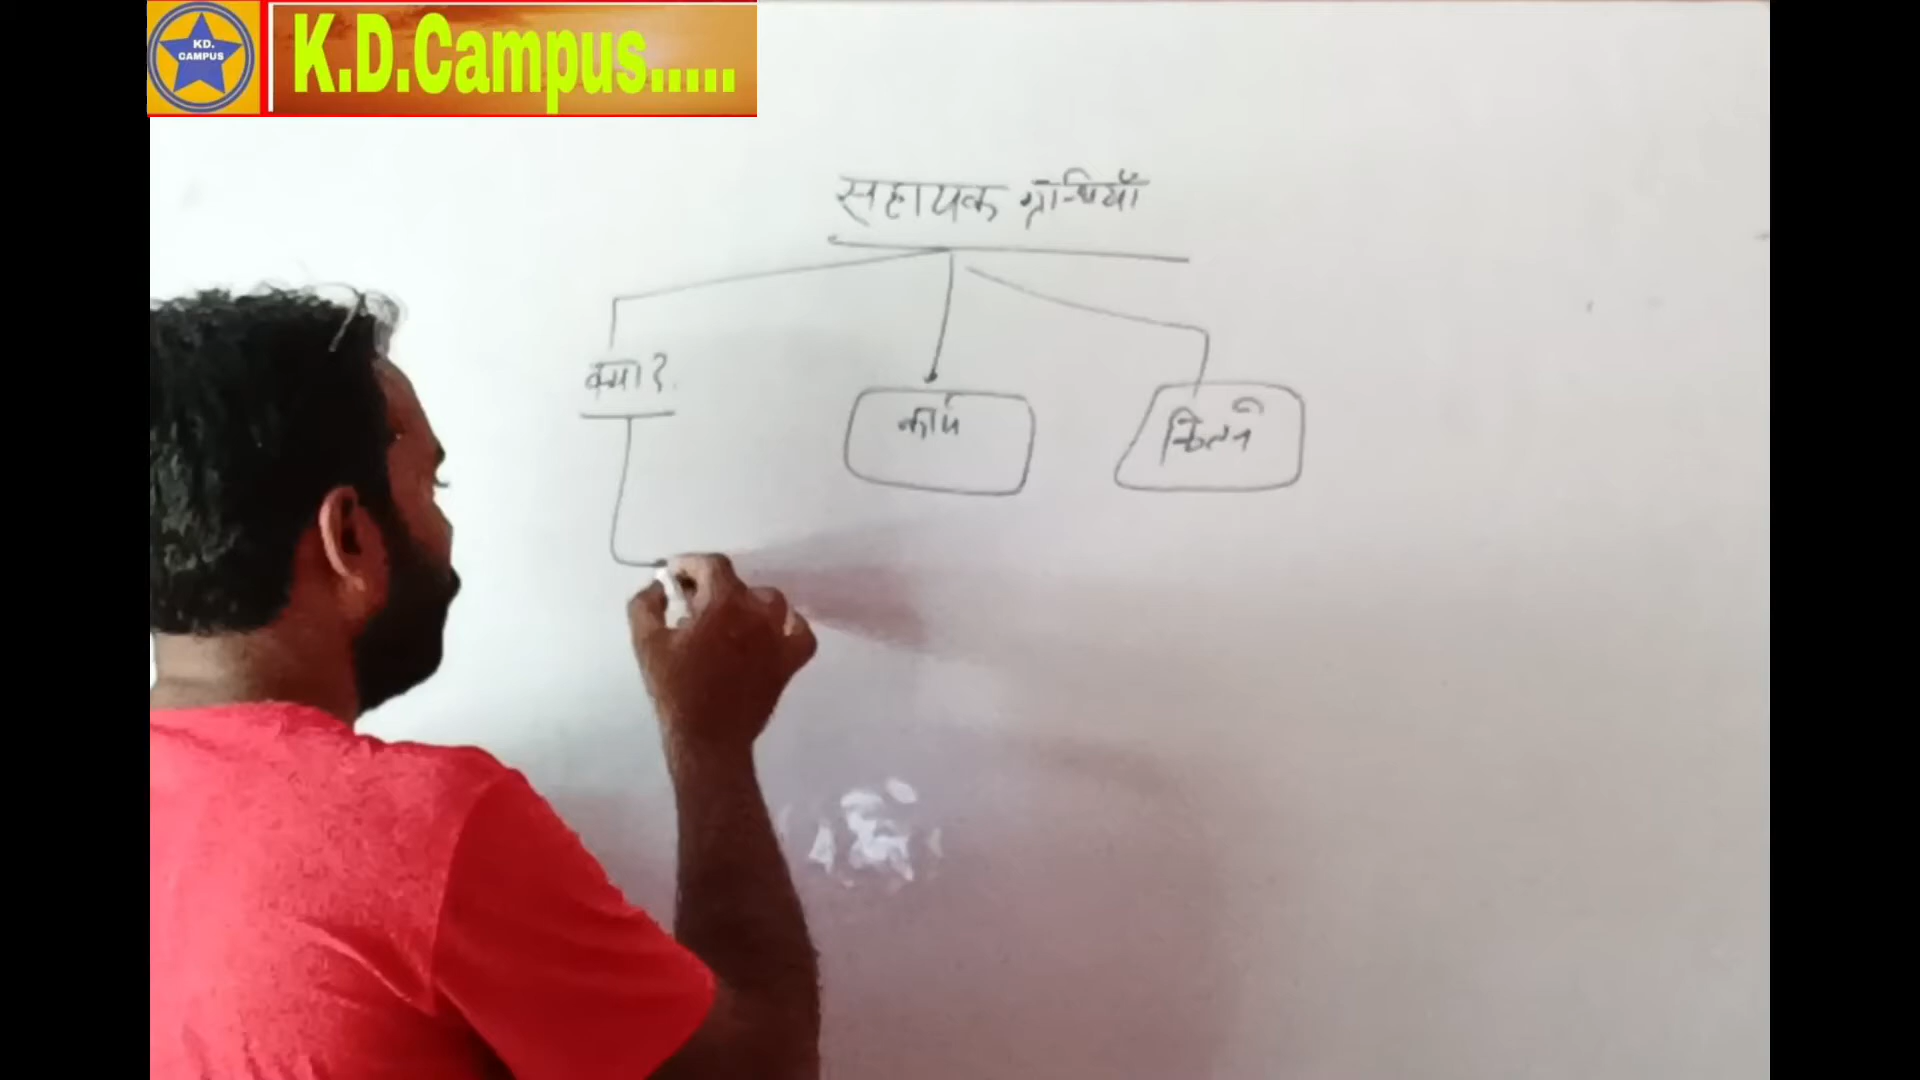 KD.
CAMPUS
K.D.Campus.....
सहायक ग्रन्थियाँ
क्या ?
कार्य
कितने